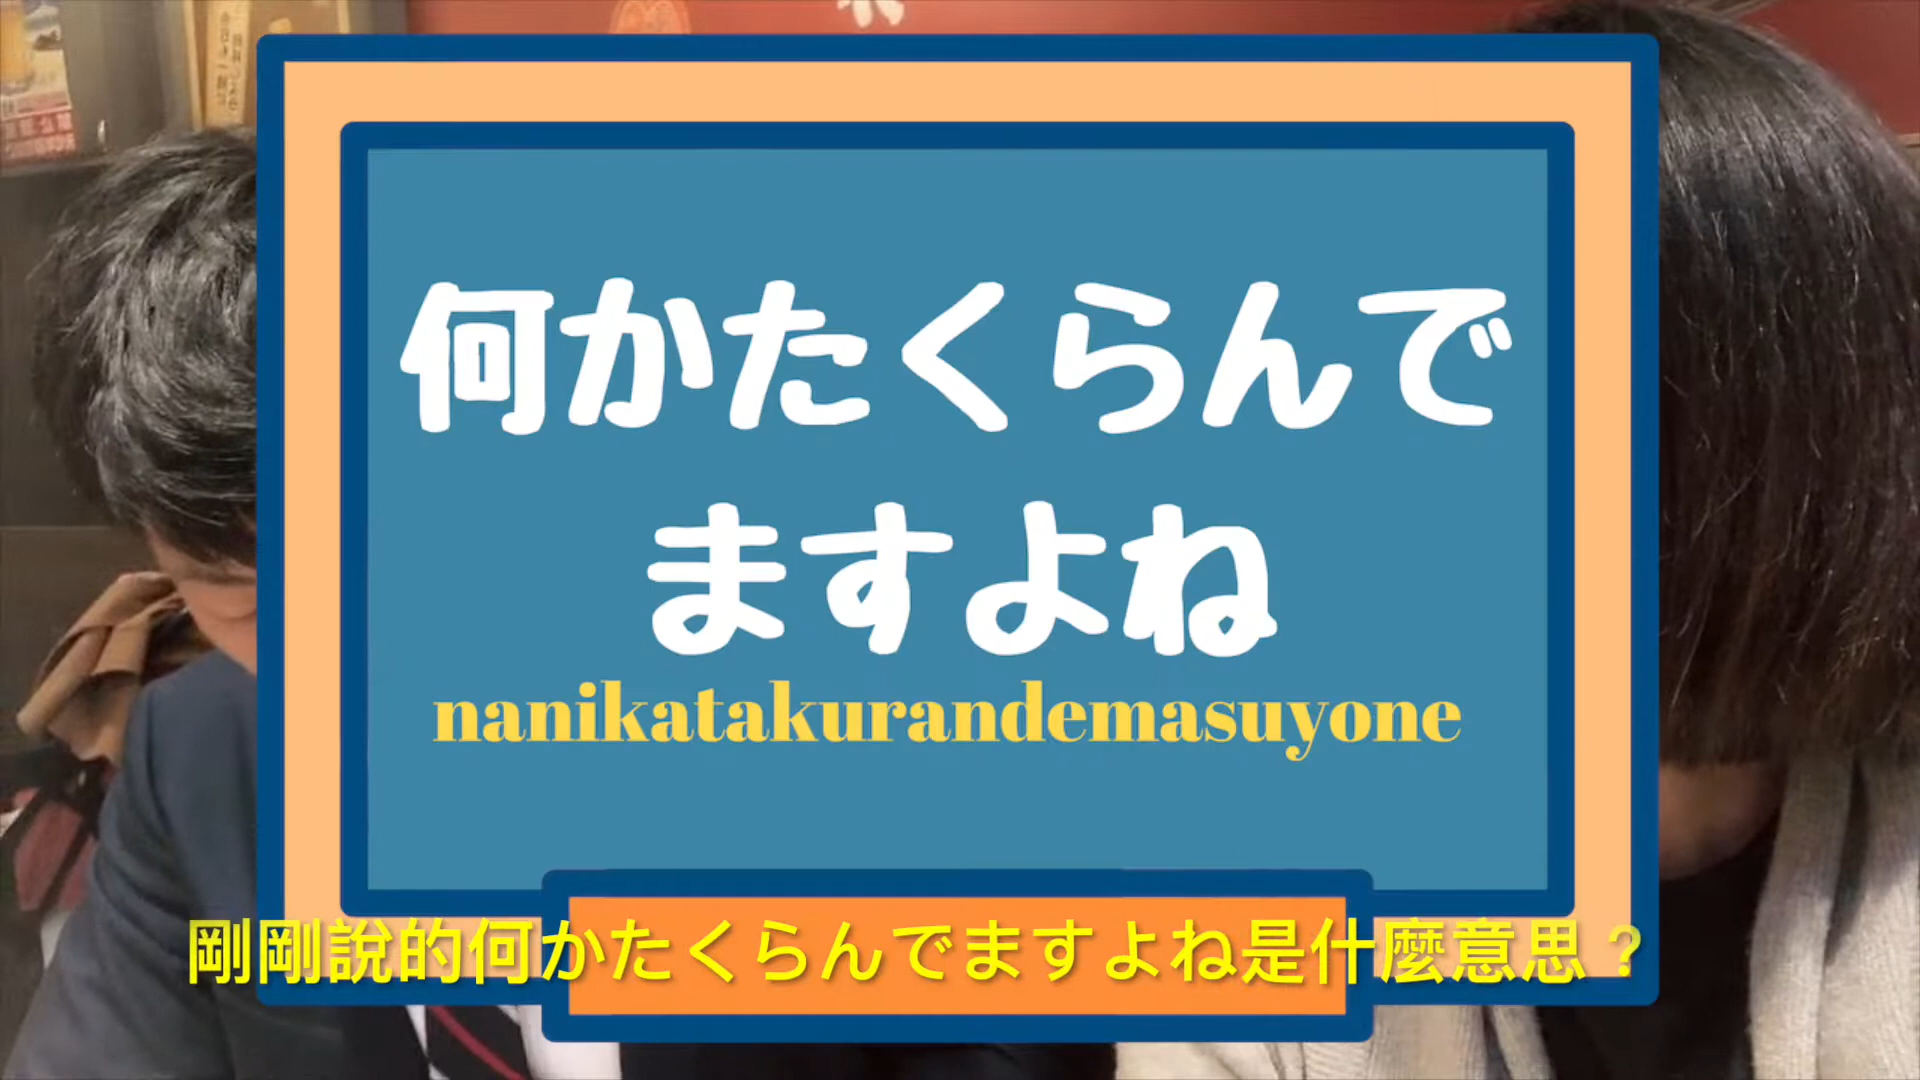 何かたくらんで
ますよね
nanikatakurandemasuyone
剛剛說的何かたくらんでますよね是什麼意思？